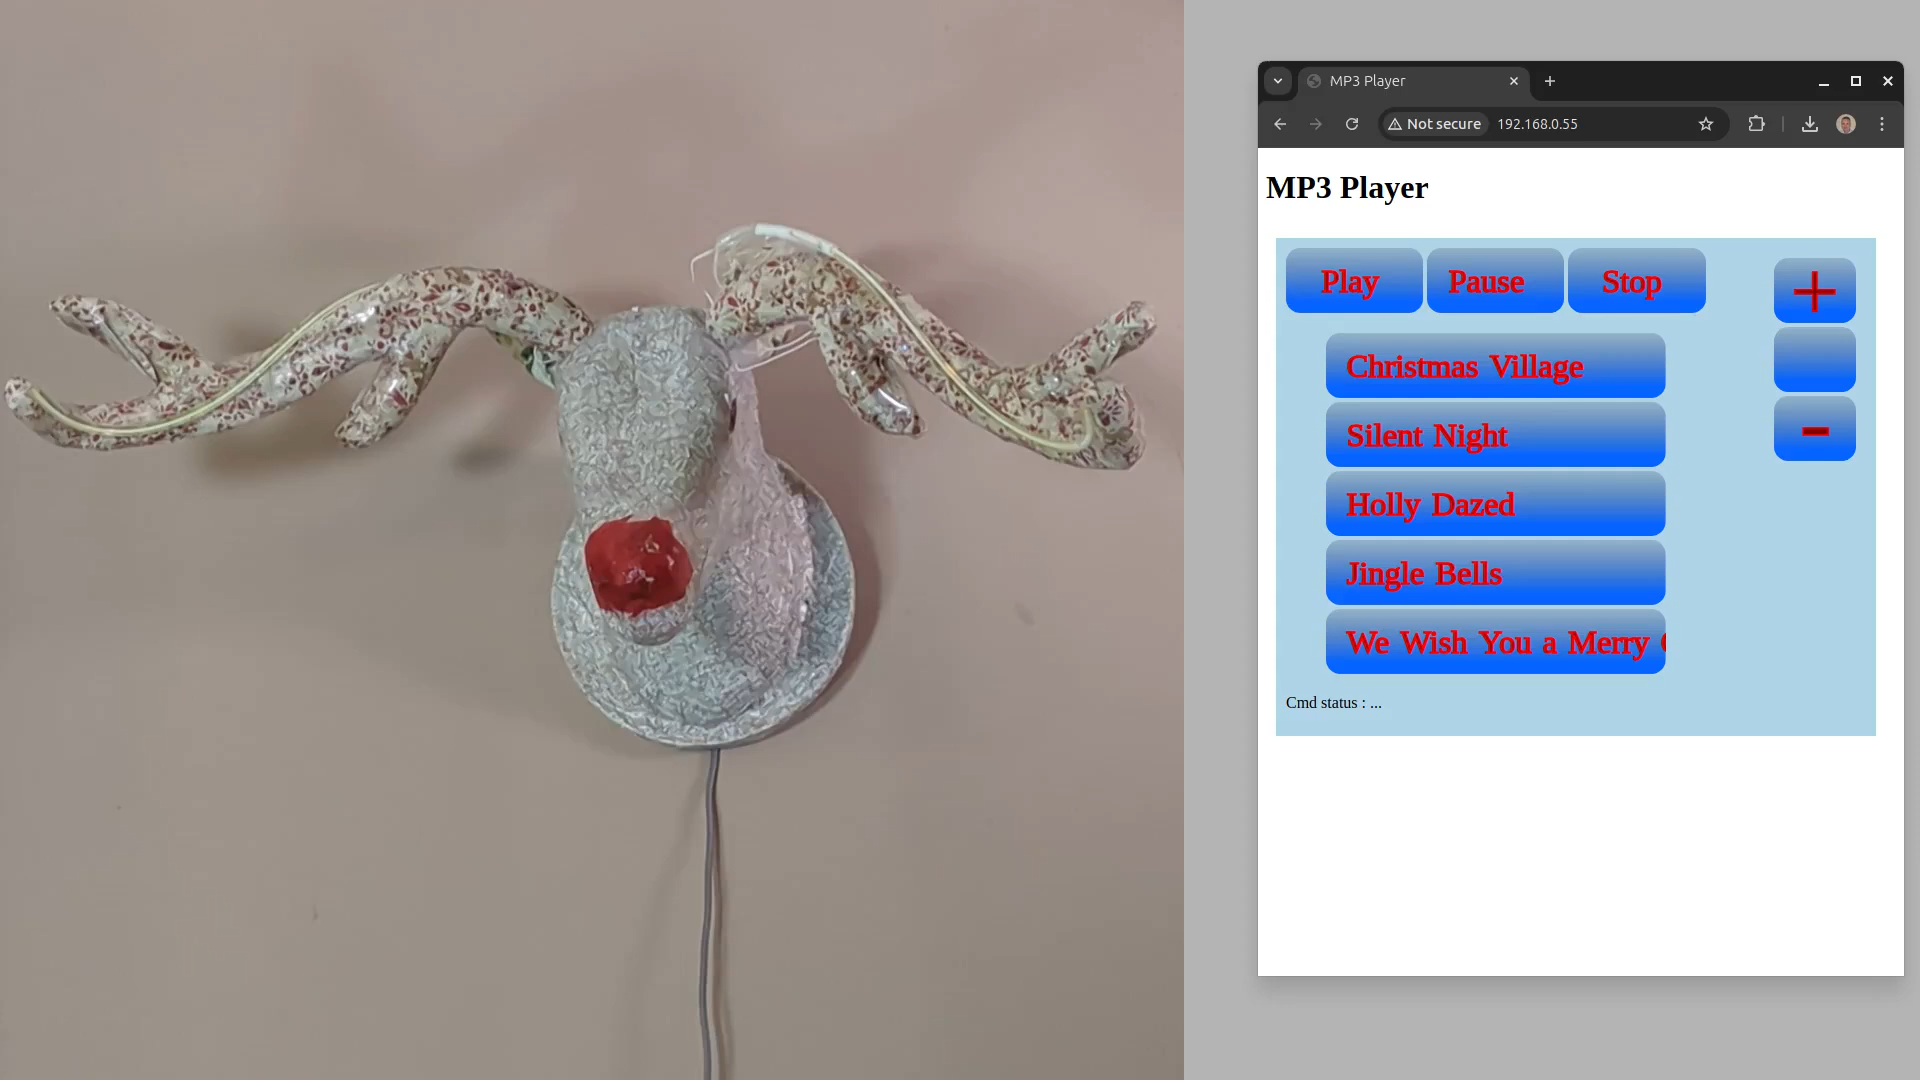 MP3 Player
Not secure 192.168.0.55
MP3 Player
Play Pause Stop
+
Christmas Village
Silent Night
-
Holly Dazed
Jingle Bells
We Wish You a Merry
Cmd status : ...